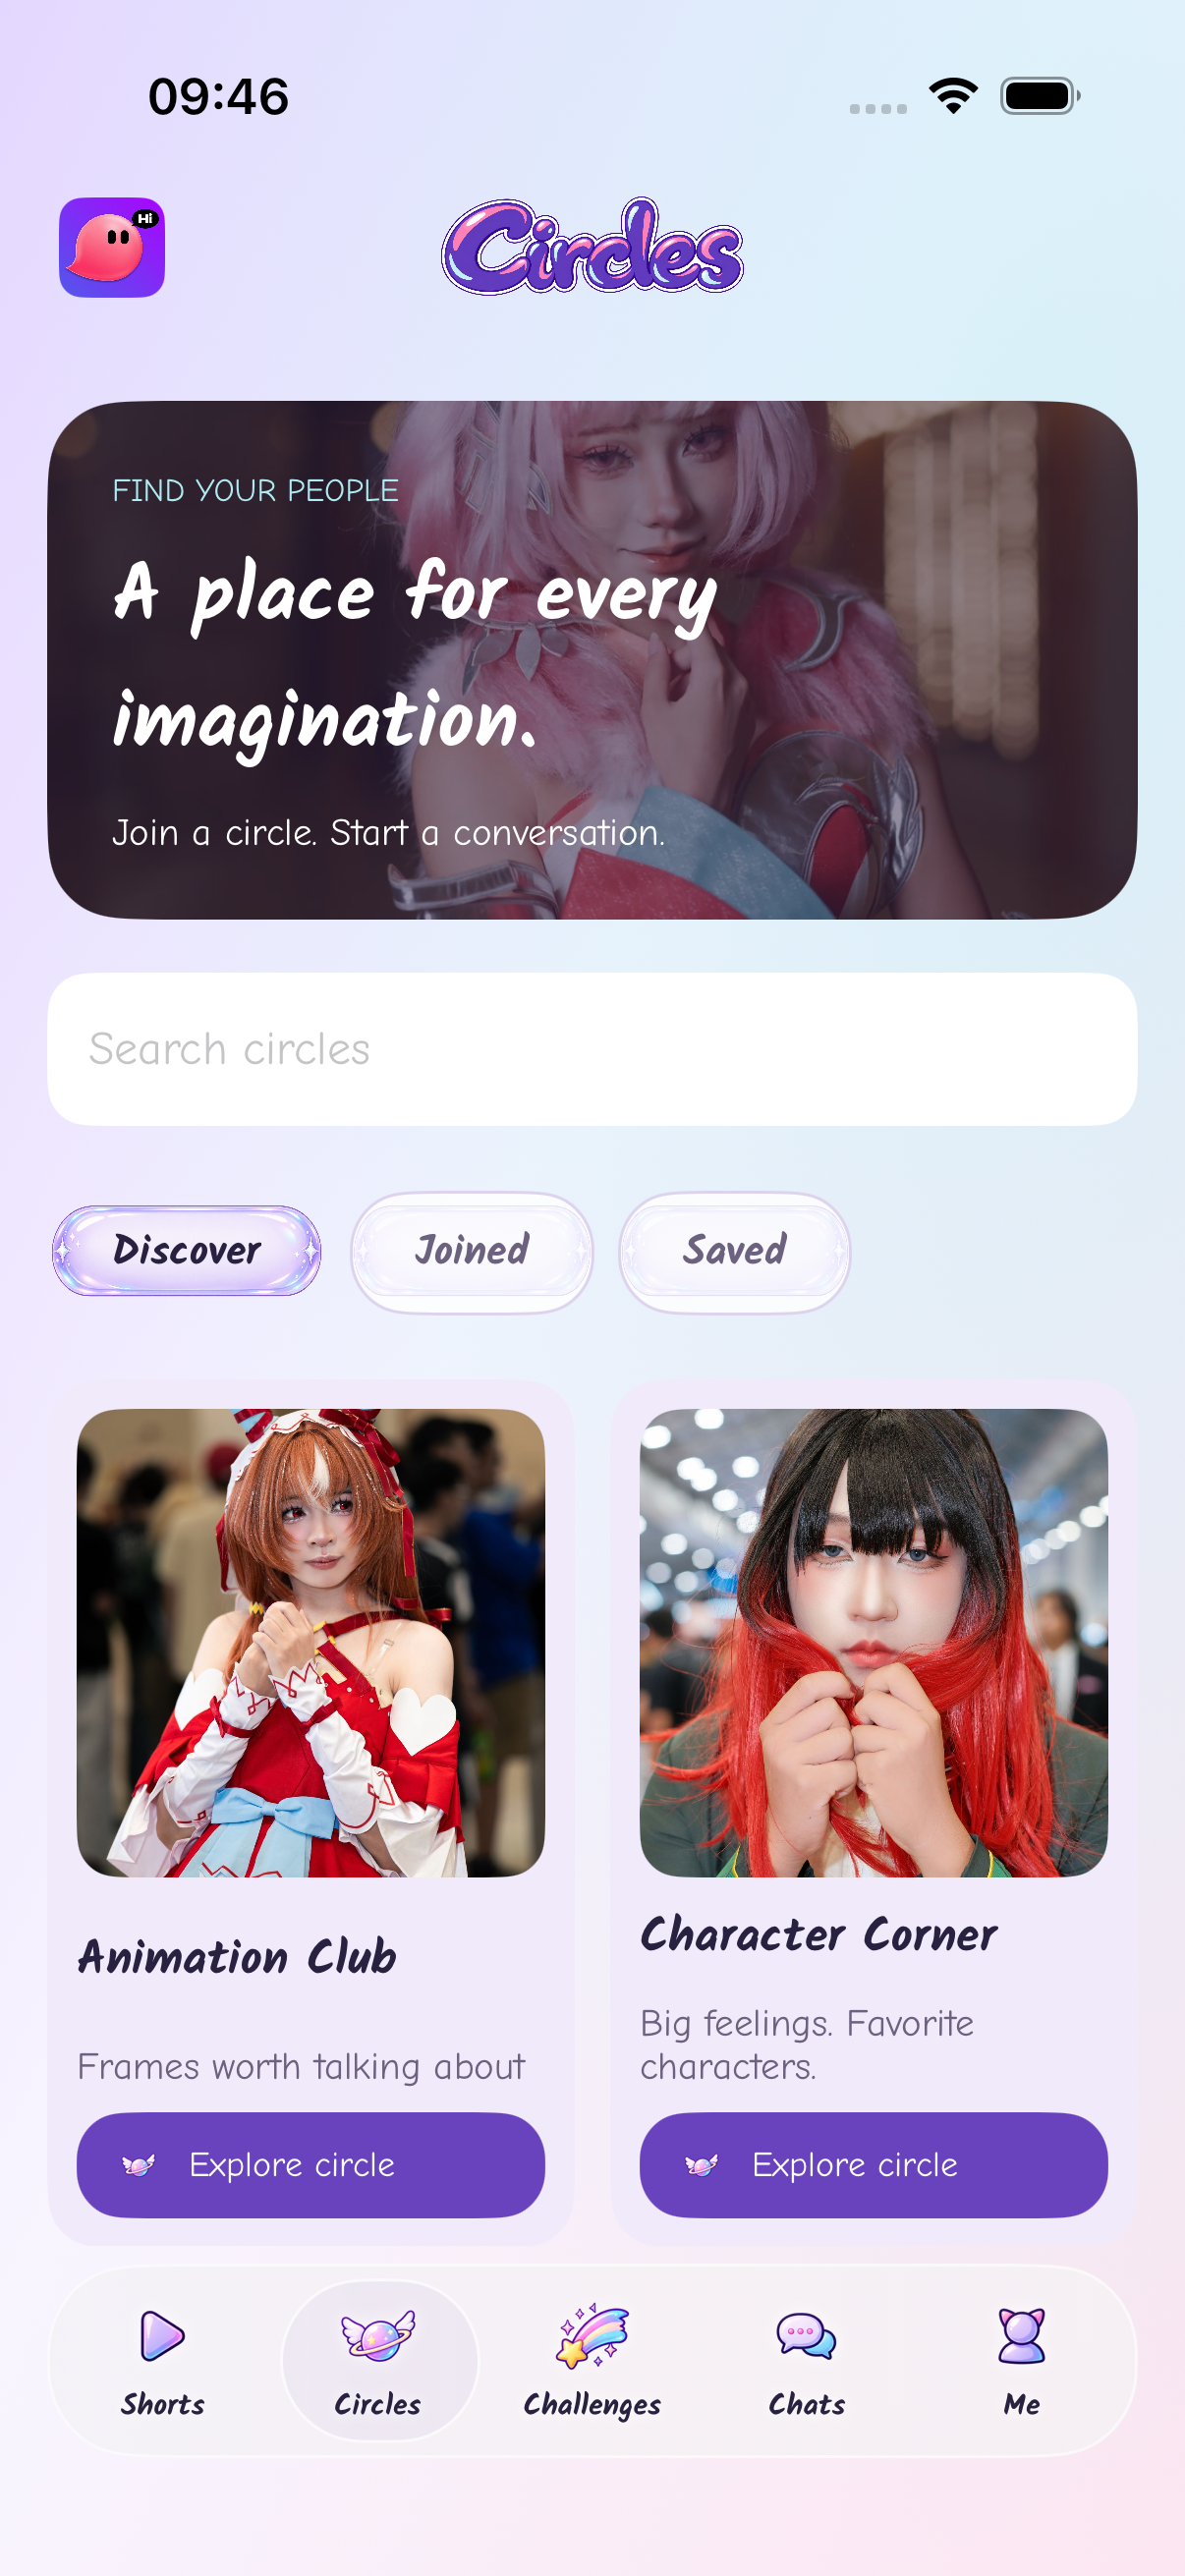 09:46
Hi
Circles
FIND YOUR PEOPLE
A place for every
imagination.
Join a circle. Start a conversation.
Search circles
Discover
Joined
Saved
Animation Club
Frames worth talking about
Explore circle
Character Corner
Big feelings. Favorite
characters.
Explore circle
Shorts
Circles
Challenges
Chats
Me